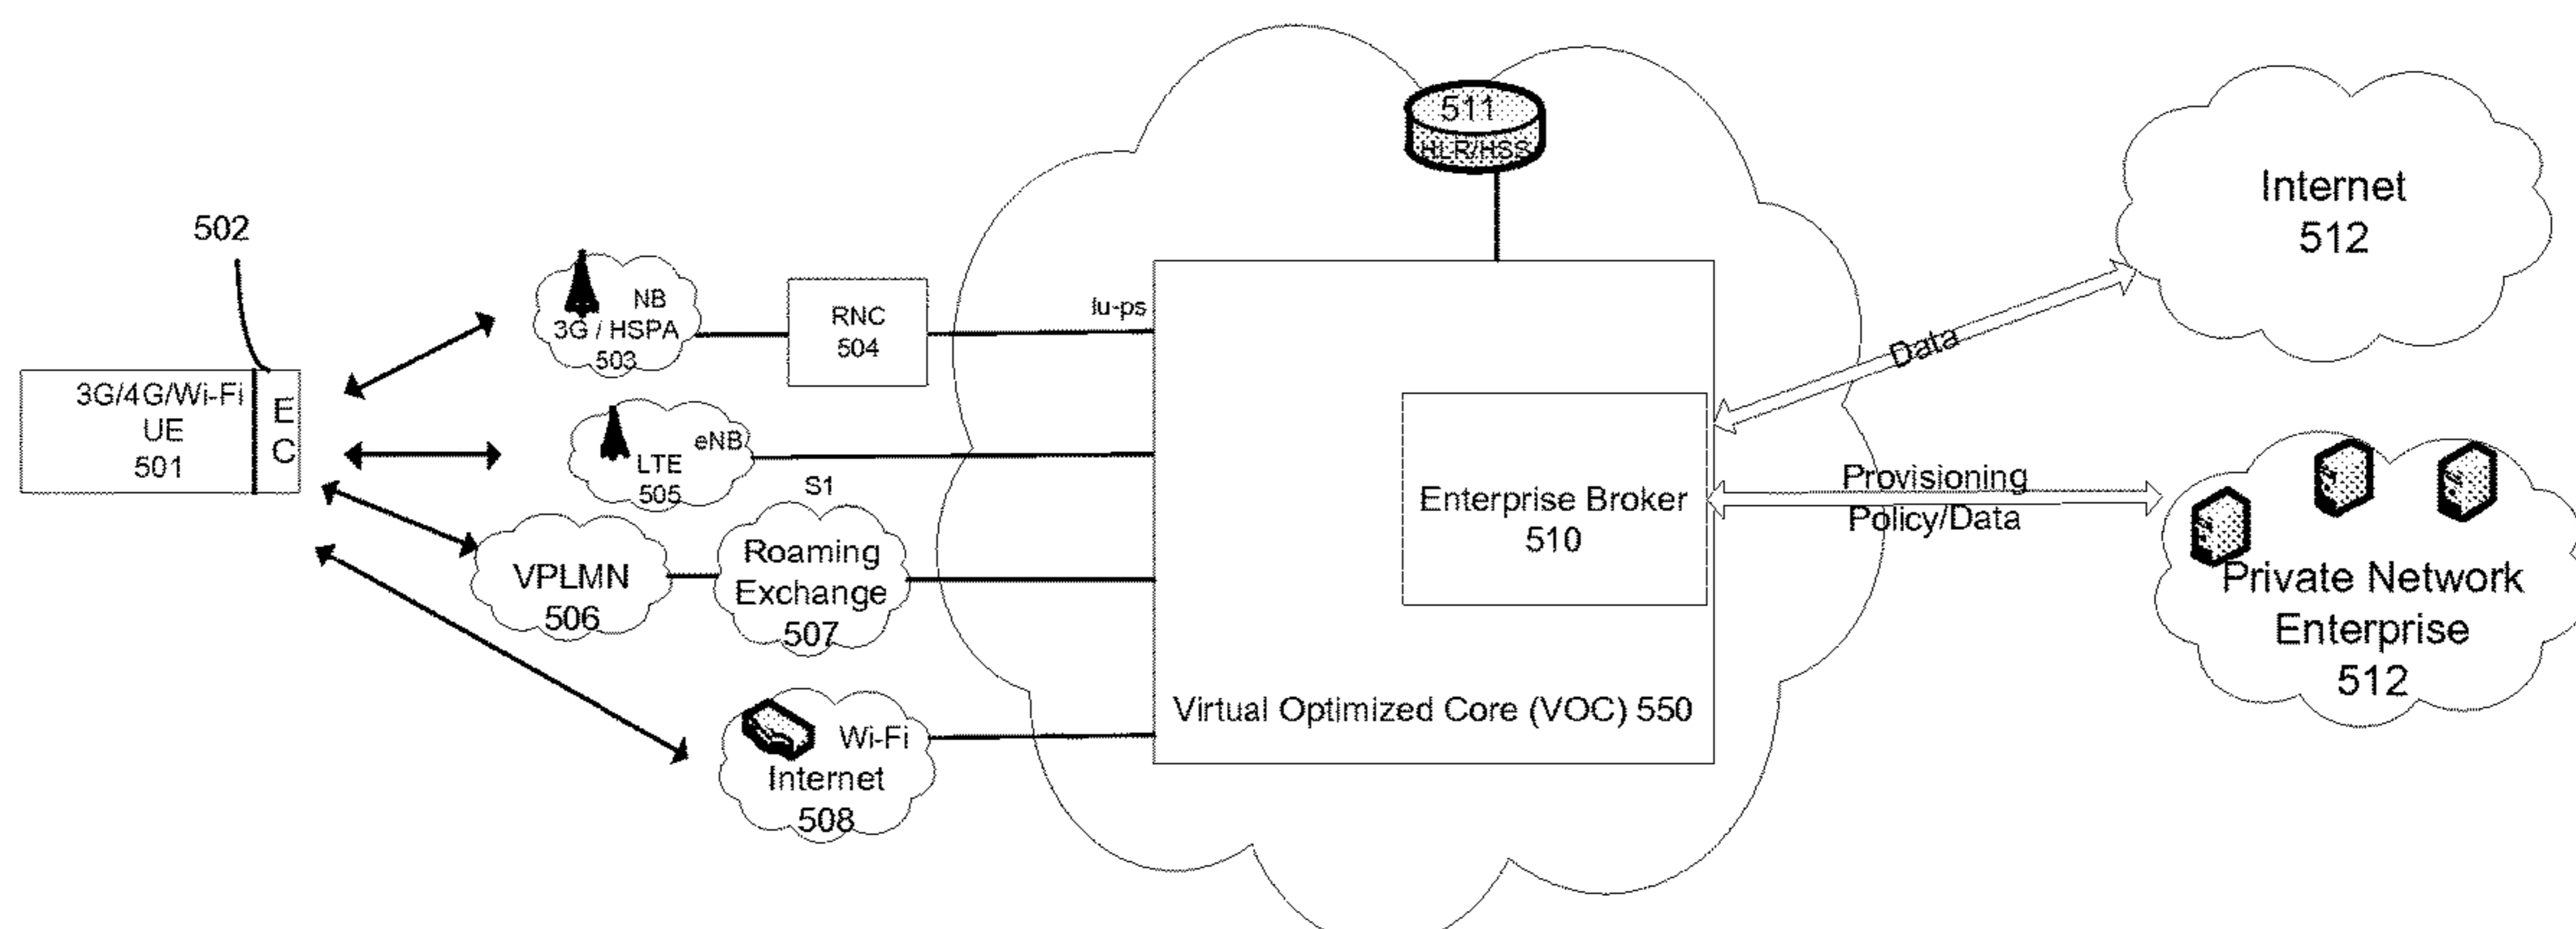 502
3G/4G/Wi-Fi
UE
501
E
C
NB
3G / HSPA
503
RNC
504
Iu-ps
eNB
LTE
505
S1
VPLMN
506
Roaming
Exchange
507
Wi-Fi
Internet
508
511
HLR/HSS
Enterprise Broker
510
Virtual Optimized Core (VOC) 550
Data
Provisioning
Policy/Data
Internet
512
Private Network
Enterprise
512